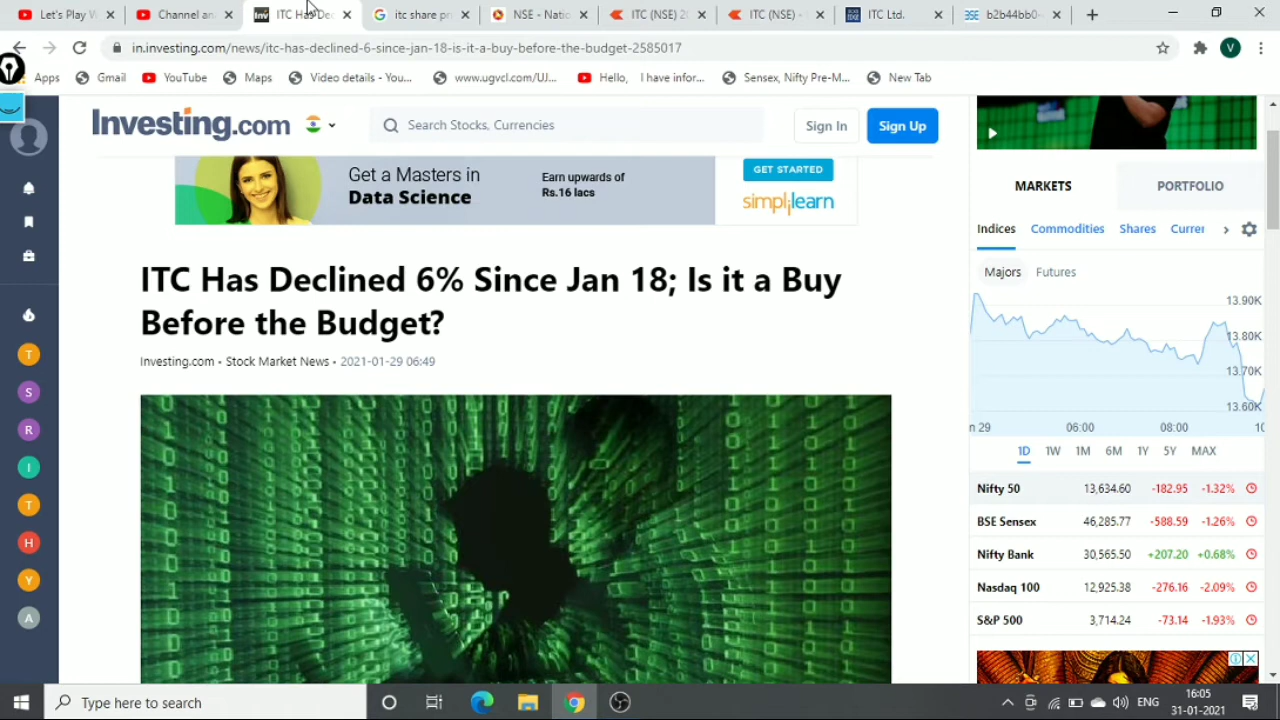 Let's Play W
Channel an
ITC Has Dec
itc share pri
NSE - Natio
ITC (NSE) 2
ITC (NSE) -
ITC Ltd.
b2b44bb0-
in.investing.com/news/itc-has-declined-6-since-jan-18-is-it-a-buy-before-the-budget-2585017
V
Apps
Gmail
YouTube
Maps
Video details - You...
www.ugvcl.com/UJ...
Hello, I have infor...
Sensex, Nifty Pre-M...
New Tab
Investing.com
Search Stocks, Currencies
Sign In
Sign Up
Get a Masters in
Data Science
Earn upwards of
Rs.16 lacs
GET STARTED
simplilearn
ITC Has Declined 6% Since Jan 18; Is it a Buy
Before the Budget?
Investing.com • Stock Market News • 2021-01-29 06:49
T
S
R
I
T
H
Y
A
MARKETS
PORTFOLIO
Indices
Commodities
Shares
Currer
Majors
Futures
13.90K
13.80K
13.70K
13.60K
n 29
06:00
08:00
10
1D
1W
1M
6M
1Y
5Y
MAX
Nifty 50 13,634.60 -182.95 -1.32%
BSE Sensex 46,285.77 -588.59 -1.26%
Nifty Bank 30,565.50 +207.20 +0.68%
Nasdaq 100 12,925.38 -276.16 -2.09%
S&P 500 3,714.24 -73.14 -1.93%
Type here to search
ENG
16:05
31-01-2021